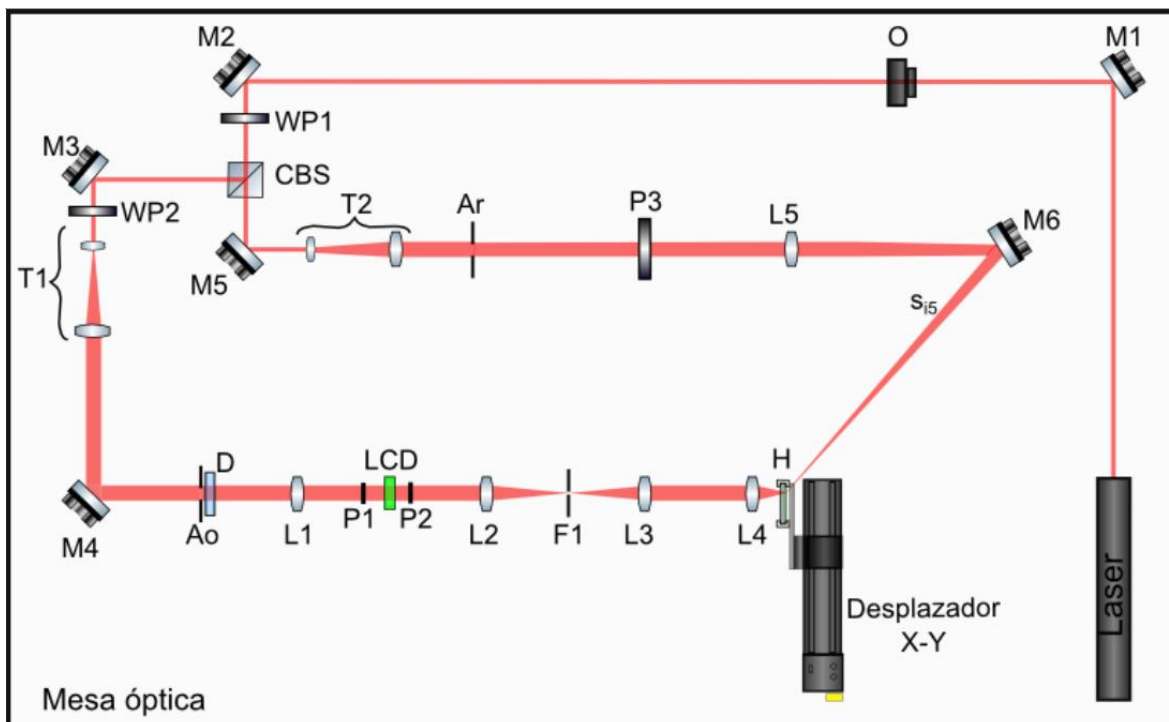 M2
O
M1
WP1
M3
CBS
WP2
T2
Ar
P3
L5
M6
T1
M5
s_i5
D
LCD
H
M4
Ao
L1
P1
P2
L2
F1
L3
L4
Desplazador
X-Y
Laser
Mesa óptica